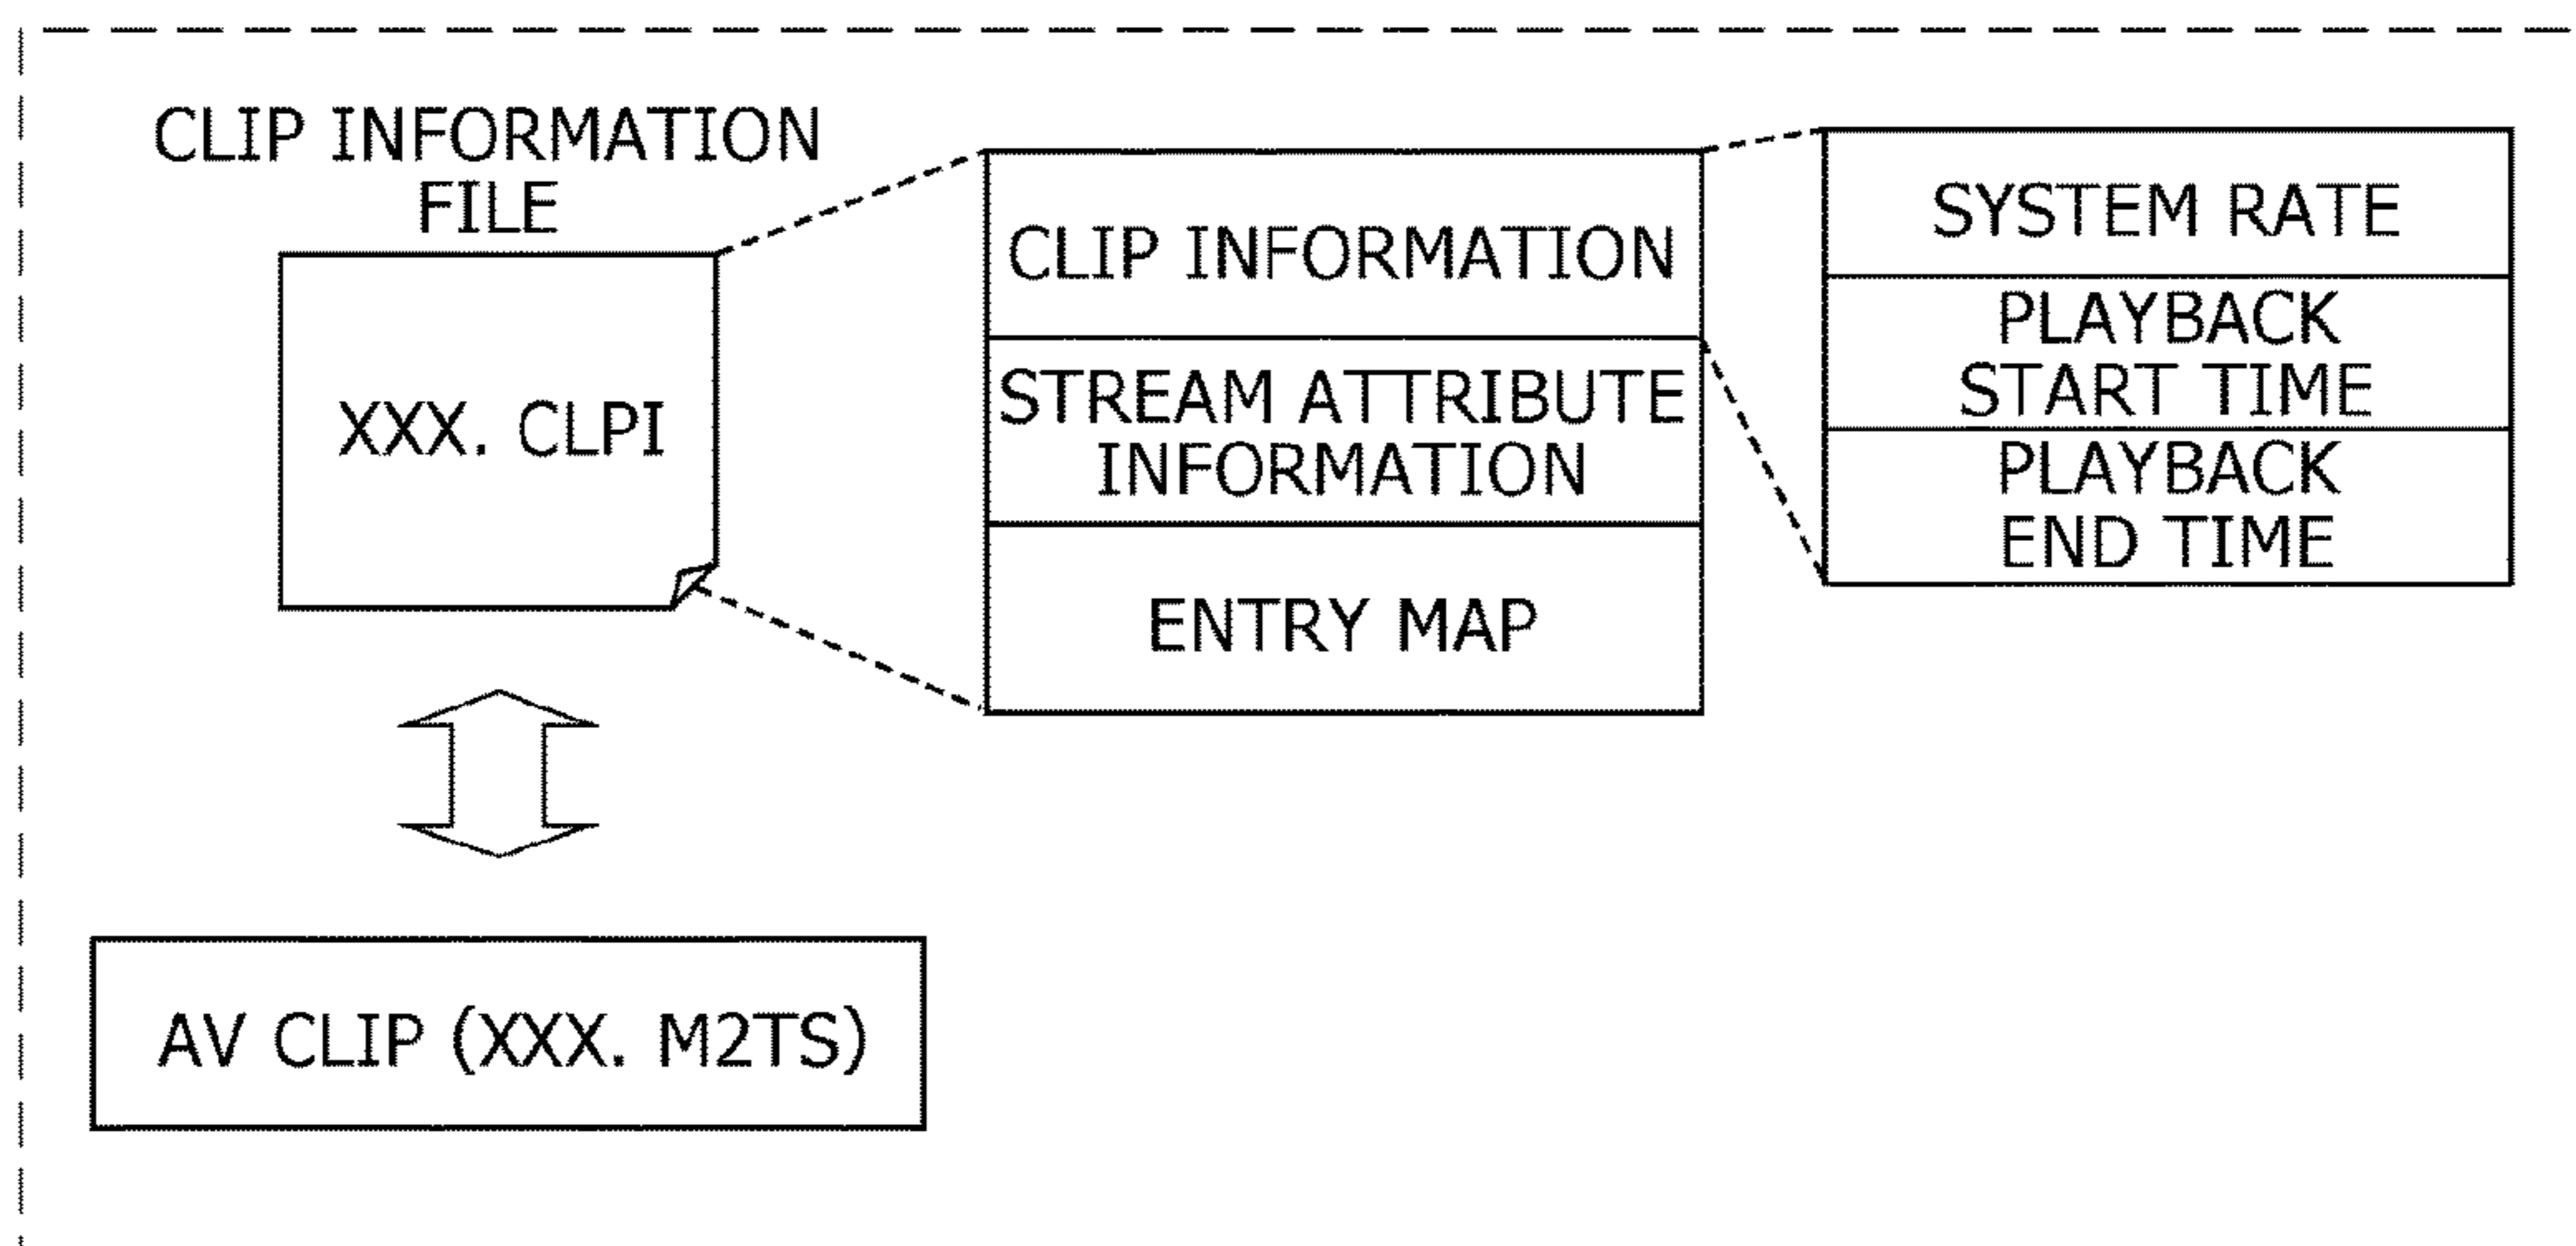 CLIP INFORMATION
FILE
XXX. CLPI
CLIP INFORMATION
STREAM ATTRIBUTE
INFORMATION
ENTRY MAP
SYSTEM RATE
PLAYBACK
START TIME
PLAYBACK
END TIME
AV CLIP (XXX. M2TS)